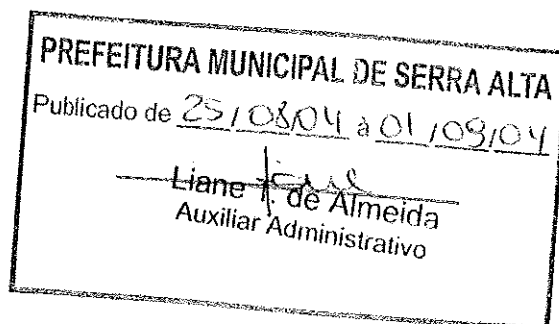 PREFEITURA MUNICIPAL DE SERRA ALTA
Publicado de 25/08/04 a 01/09/04
Liane T. de Almeida
Auxiliar Administrativo